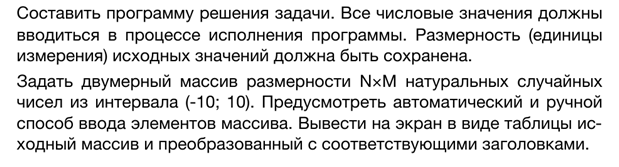 Составить программу решения задачи. Все числовые значения должны
вводиться в процессе исполнения программы. Размерность (единицы
измерения) исходных значений должна быть сохранена.
Задать двумерный массив размерности N×M натуральных случайных
чисел из интервала (-10; 10). Предусмотреть автоматический и ручной
способ ввода элементов массива. Вывести на экран в виде таблицы ис-
ходный массив и преобразованный с соответствующими заголовками.